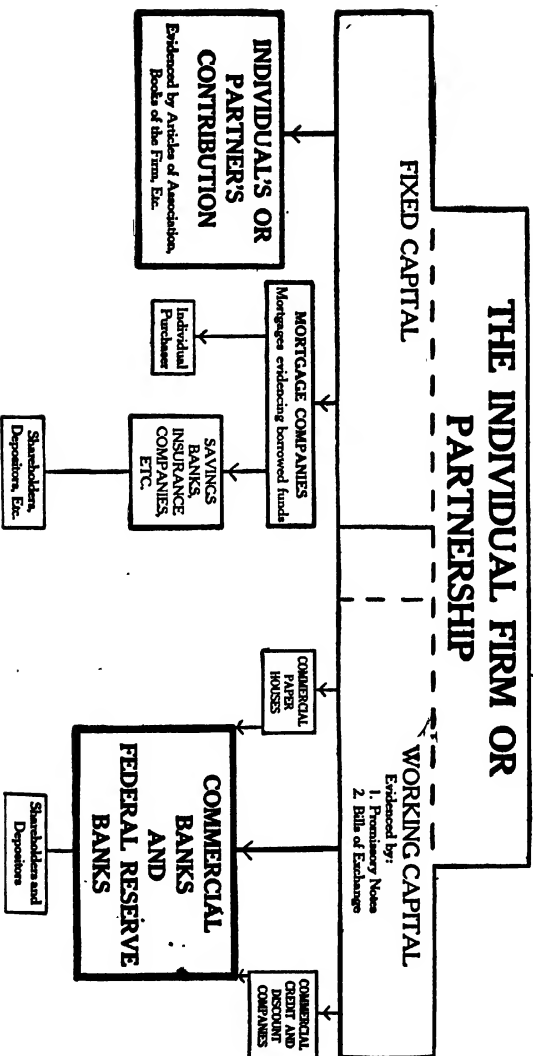 THE INDIVIDUAL FIRM OR
PARTNERSHIP
FIXED CAPITAL
WORKING CAPITAL
Evidenced by:
1. Promissory Notes
2. Bills of Exchange
INDIVIDUAL'S OR
PARTNER'S
CONTRIBUTION
Evidenced by Articles of Association,
Books of the Firm, Etc.
MORTGAGE COMPANIES
Mortgages evidencing borrowed funds
Individual
Purchaser
SAVINGS
BANKS,
INSURANCE
COMPANIES,
ETC.
Shareholders,
Depositors, Etc.
COMMERCIAL
PAPER
HOUSES
COMMERCIAL
BANKS
AND
FEDERAL RESERVE
BANKS
Shareholders and
Depositors
COMMERCIAL
CREDIT AND
DISCOUNT
COMPANIES